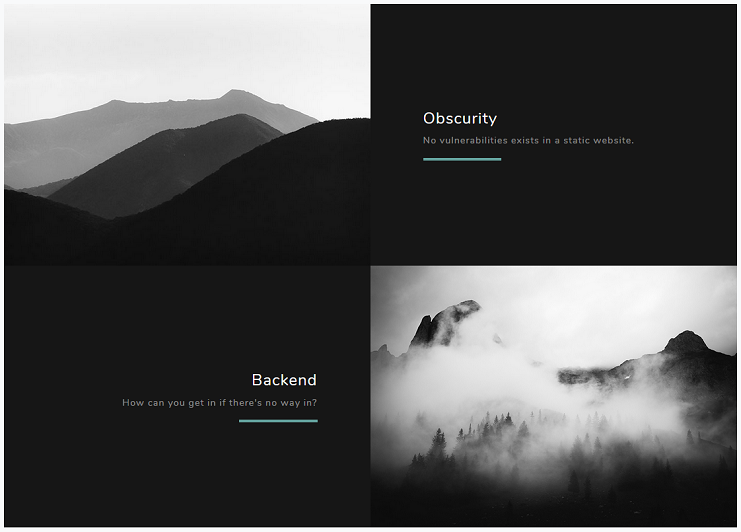 Obscurity
No vulnerabilities exists in a static website.
Backend
How can you get in if there's no way in?